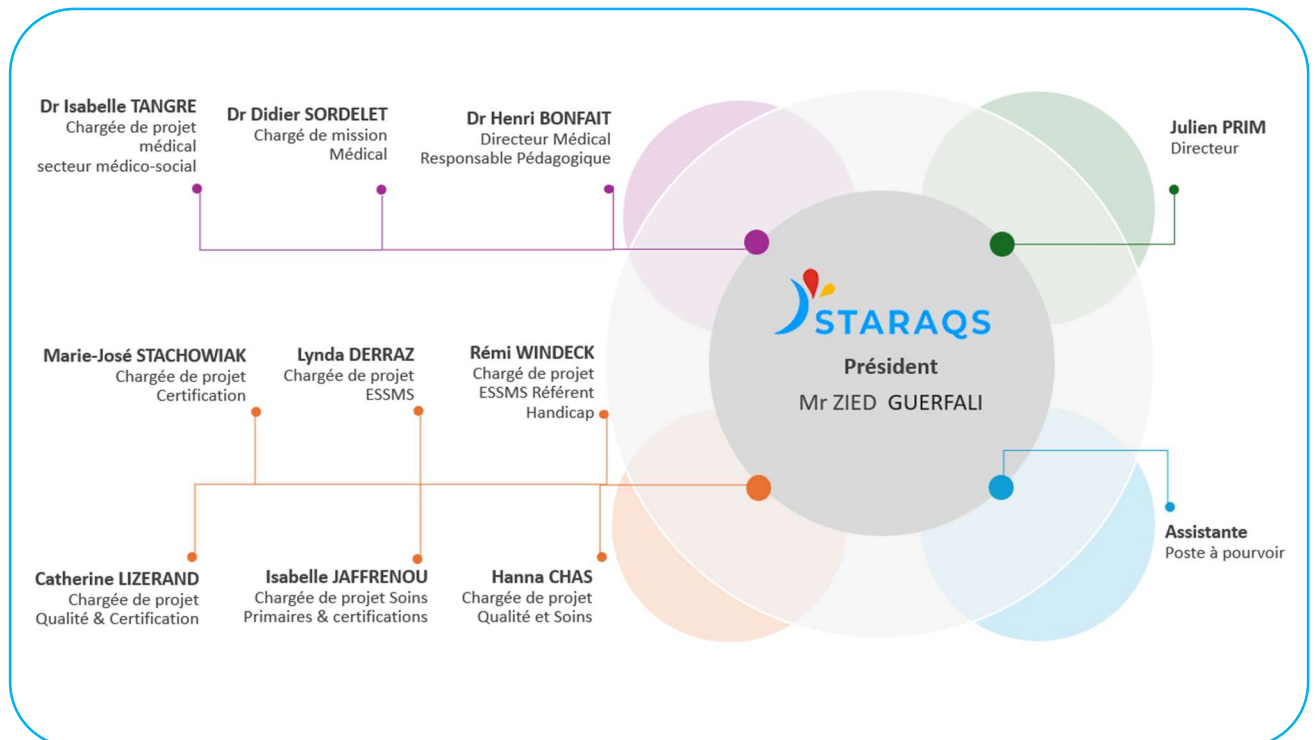 Dr Isabelle TANGRE
Chargée de projet
médical
secteur médico-social
Dr Didier SORDELET
Chargé de mission
Médical
Dr Henri BONFAIT
Directeur Médical
Responsable Pédagogique
Julien PRIM
Directeur
STARAQS
Président
Mr ZIED GUERFALI
Marie-José STACHOWIAK
Chargée de projet
Certification
Lynda DERRAZ
Chargée de projet
ESSMS
Rémi WINDECK
Chargé de projet
ESSMS Référent
Handicap
Catherine LIZERAND
Chargée de projet
Qualité & Certification
Isabelle JAFFRENOU
Chargée de projet Soins
Primaires & certifications
Hanna CHAS
Chargée de projet
Qualité et Soins
Assistante
Poste à pourvoir